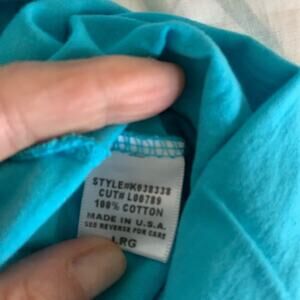 STYLE#K038338
CUT# L00789
100% COTTON
MADE IN U.S.A.
SEE REVERSE FOR CARE
LRG